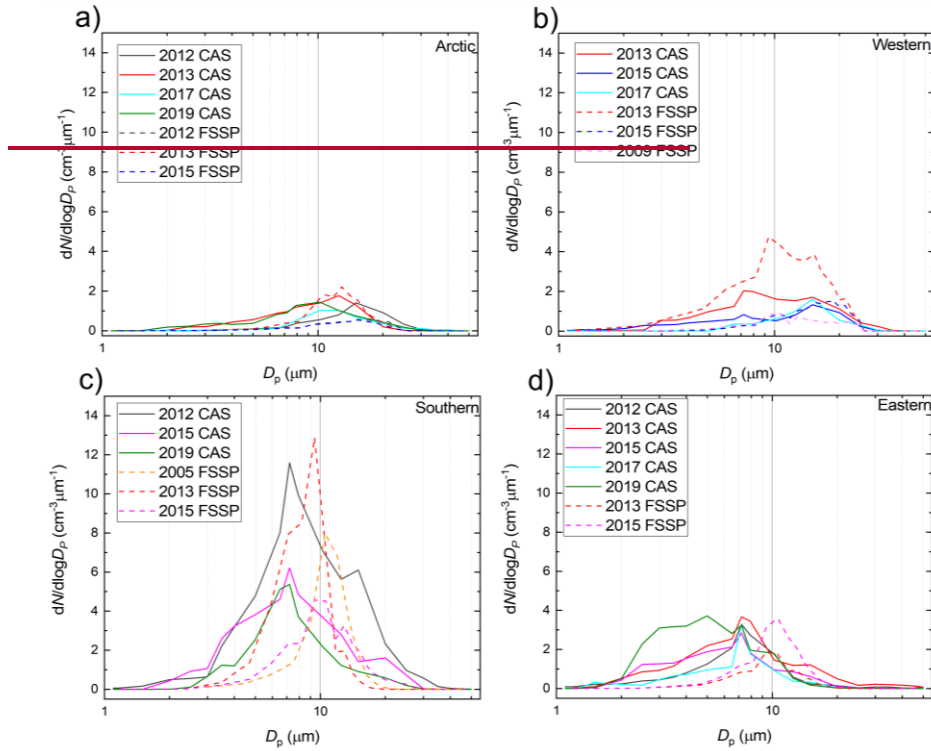 a)
Arctic
2012 CAS
2013 CAS
2017 CAS
2019 CAS
2012 FSSP
2013 FSSP
2015 FSSP
14
12
10
8
6
4
2
0
dN/dlogDP (cm-3μm-1)
1
10
Dp (μm)
b)
Western
2013 CAS
2015 CAS
2017 CAS
2013 FSSP
2015 FSSP
2009 FSSP
14
12
10
8
6
4
2
0
dN/dlogDP (cm-3μm-1)
1
10
Dp (μm)
c)
Southern
2012 CAS
2015 CAS
2019 CAS
2005 FSSP
2013 FSSP
2015 FSSP
14
12
10
8
6
4
2
0
dN/dlogDP (cm-3μm-1)
1
10
Dp (μm)
d)
Eastern
2012 CAS
2013 CAS
2015 CAS
2017 CAS
2019 CAS
2013 FSSP
2015 FSSP
14
12
10
8
6
4
2
0
dN/dlogDP (cm-3μm-1)
1
10
Dp (μm)